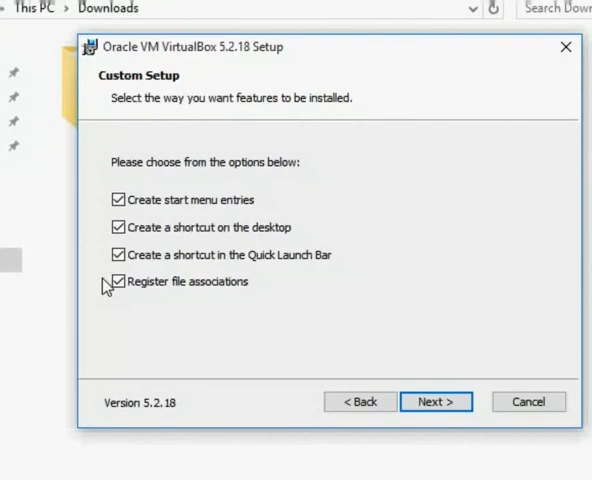 This PC > Downloads
Search Down
Oracle VM VirtualBox 5.2.18 Setup
Custom Setup
Select the way you want features to be installed.
Please choose from the options below:
Create start menu entries
Create a shortcut on the desktop
Create a shortcut in the Quick Launch Bar
Register file associations
Version 5.2.18
< Back
Next >
Cancel